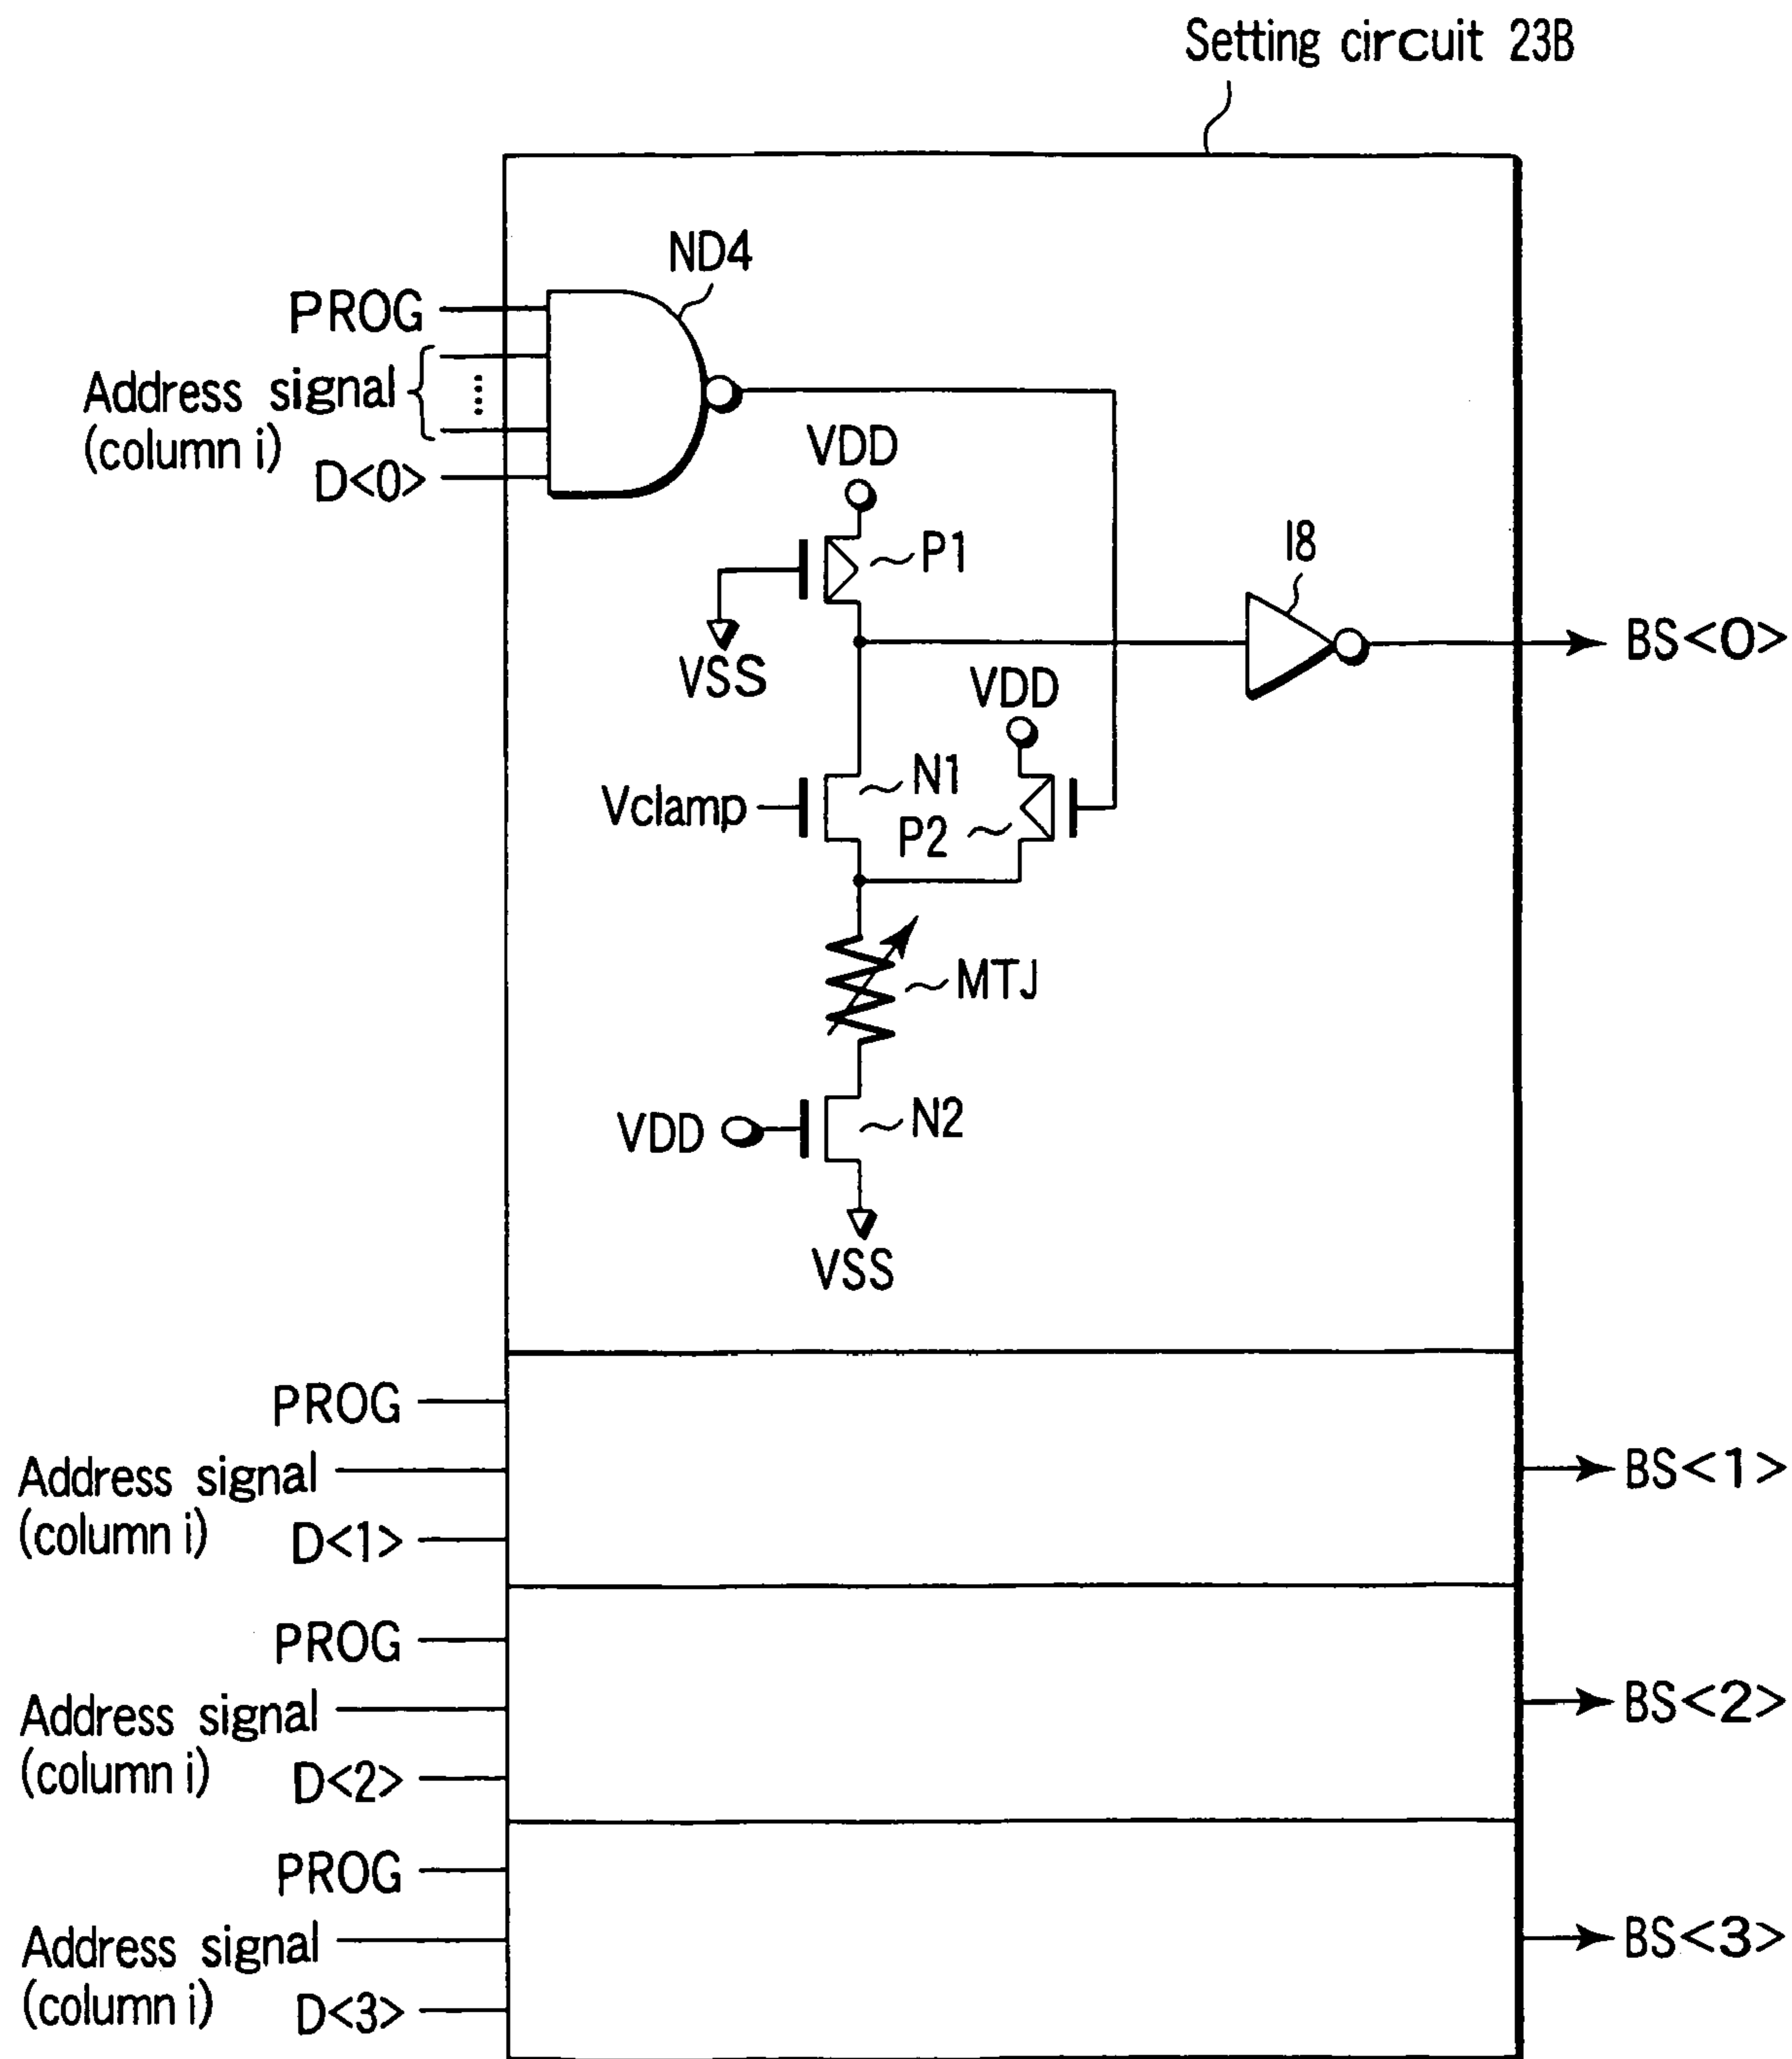 Setting circuit 23B
ND4
PROG
Address signal
(column i)
D<0>
VDD
P1
VSS
I8
BS<0>
VDD
N1
Vclamp
P2
MTJ
VDD
N2
VSS
PROG
Address signal
(column i)
D<1>
BS<1>
PROG
Address signal
(column i)
D<2>
BS<2>
PROG
Address signal
(column i)
D<3>
BS<3>